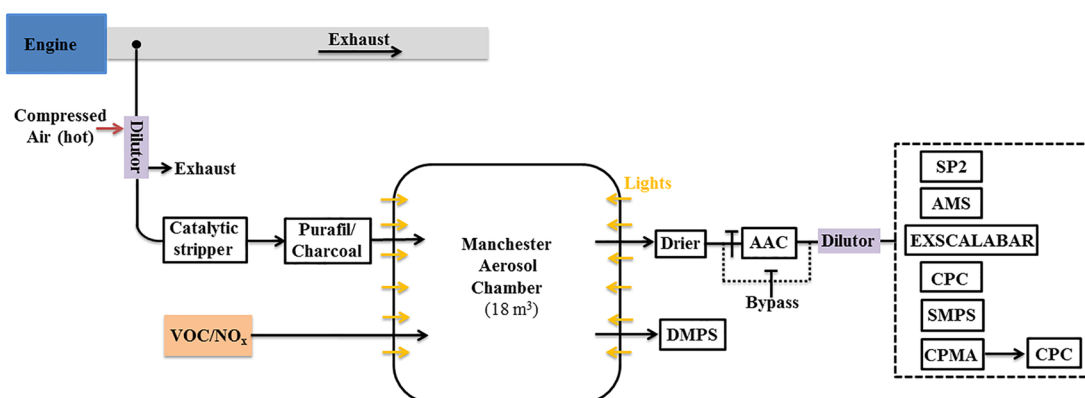 Engine
Exhaust
Compressed
Air (hot)
Dilutor
Exhaust
Catalytic
stripper
Purafil/
Charcoal
VOC/NOx
Lights
Manchester
Aerosol
Chamber
(18 m³)
Drier
AAC
Bypass
Dilutor
DMPS
SP2
AMS
EXSCALABAR
CPC
SMPS
CPMA
CPC